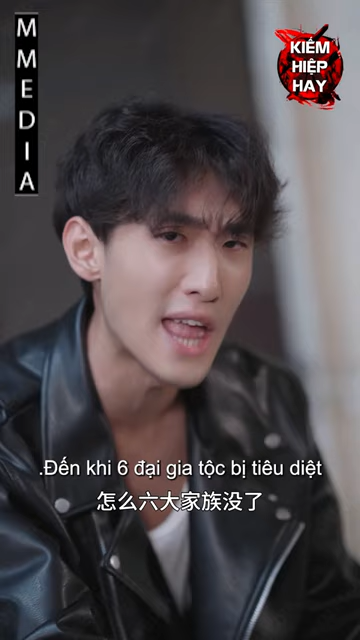 MMEDIA
KIẾM
HIỆP
HAY
.Đến khi 6 đại gia tộc bị tiêu diệt
怎么六大家族没了